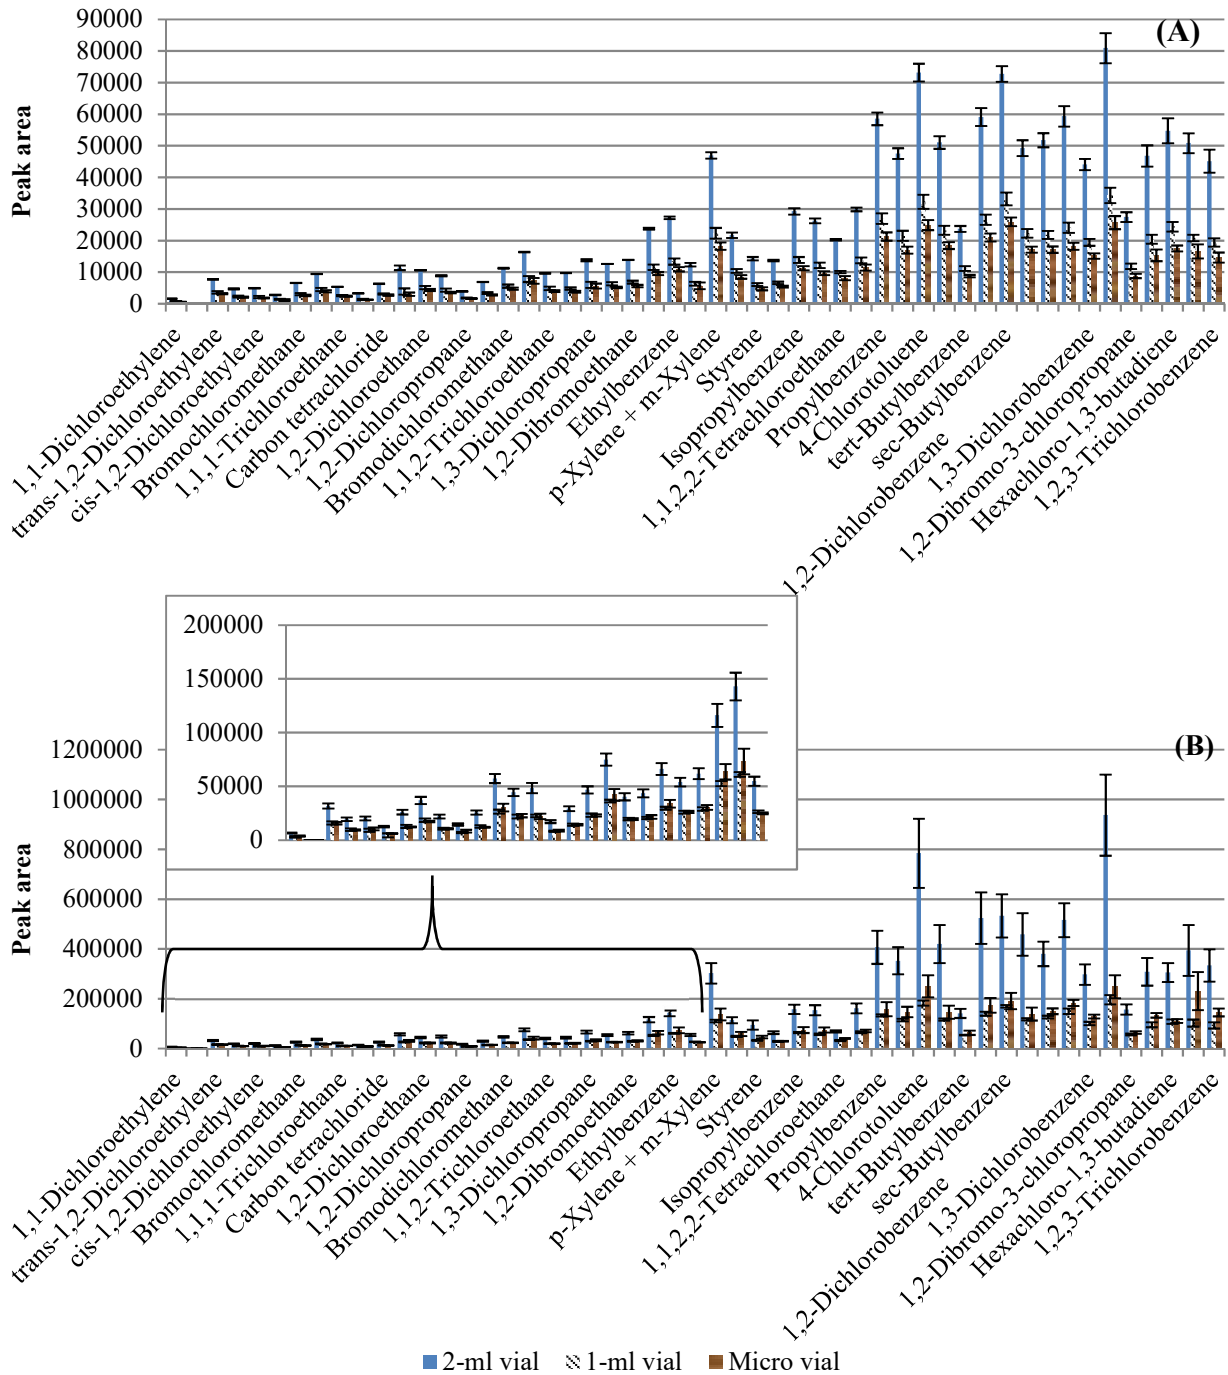 (A)
Peak area
90000
80000
70000
60000
50000
40000
30000
20000
10000
0
1,1-Dichloroethylene
trans-1,2-Dichloroethylene
cis-1,2-Dichloroethylene
Bromochloromethane
1,1,1-Trichloroethane
Carbon tetrachloride
1,2-Dichloroethane
1,2-Dichloropropane
Bromodichloromethane
1,1,2-Trichloroethane
1,3-Dichloropropane
1,2-Dibromoethane
Ethylbenzene
p-Xylene + m-Xylene
Styrene
Isopropylbenzene
1,1,2,2-Tetrachloroethane
Propylbenzene
4-Chlorotoluene
tert-Butylbenzene
sec-Butylbenzene
1,2-Dichlorobenzene
1,3-Dichlorobenzene
1,2-Dibromo-3-chloropropane
Hexachloro-1,3-butadiene
1,2,3-Trichlorobenzene
200000
150000
100000
50000
0
(B)
Peak area
1200000
1000000
800000
600000
400000
200000
0
1,1-Dichloroethylene
trans-1,2-Dichloroethylene
cis-1,2-Dichloroethylene
Bromochloromethane
1,1,1-Trichloroethane
Carbon tetrachloride
1,2-Dichloroethane
1,2-Dichloropropane
Bromodichloromethane
1,1,2-Trichloroethane
1,3-Dichloropropane
1,2-Dibromoethane
Ethylbenzene
p-Xylene + m-Xylene
Styrene
Isopropylbenzene
1,1,2,2-Tetrachloroethane
Propylbenzene
4-Chlorotoluene
tert-Butylbenzene
sec-Butylbenzene
1,2-Dichlorobenzene
1,3-Dichlorobenzene
1,2-Dibromo-3-chloropropane
Hexachloro-1,3-butadiene
1,2,3-Trichlorobenzene
2-ml vial 1-ml vial Micro vial